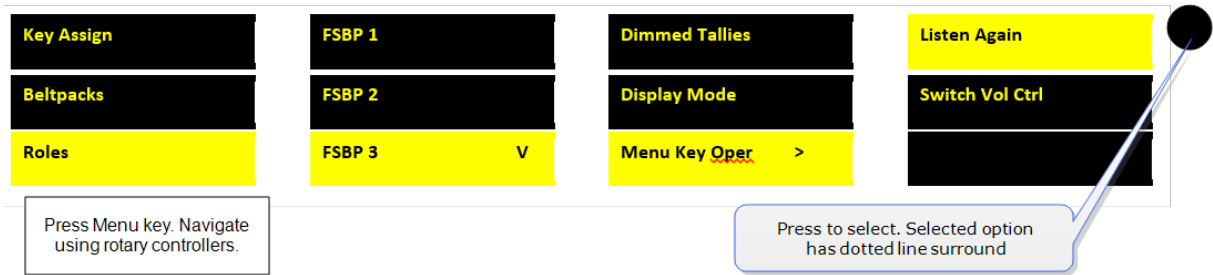 Key Assign
FSBP 1
Dimmed Tallies
Listen Again
Beltpacks
FSBP 2
Display Mode
Switch Vol Ctrl
Roles
FSBP 3 V
Menu Key Oper >
Press Menu key. Navigate
using rotary controllers.
Press to select. Selected option
has dotted line surround